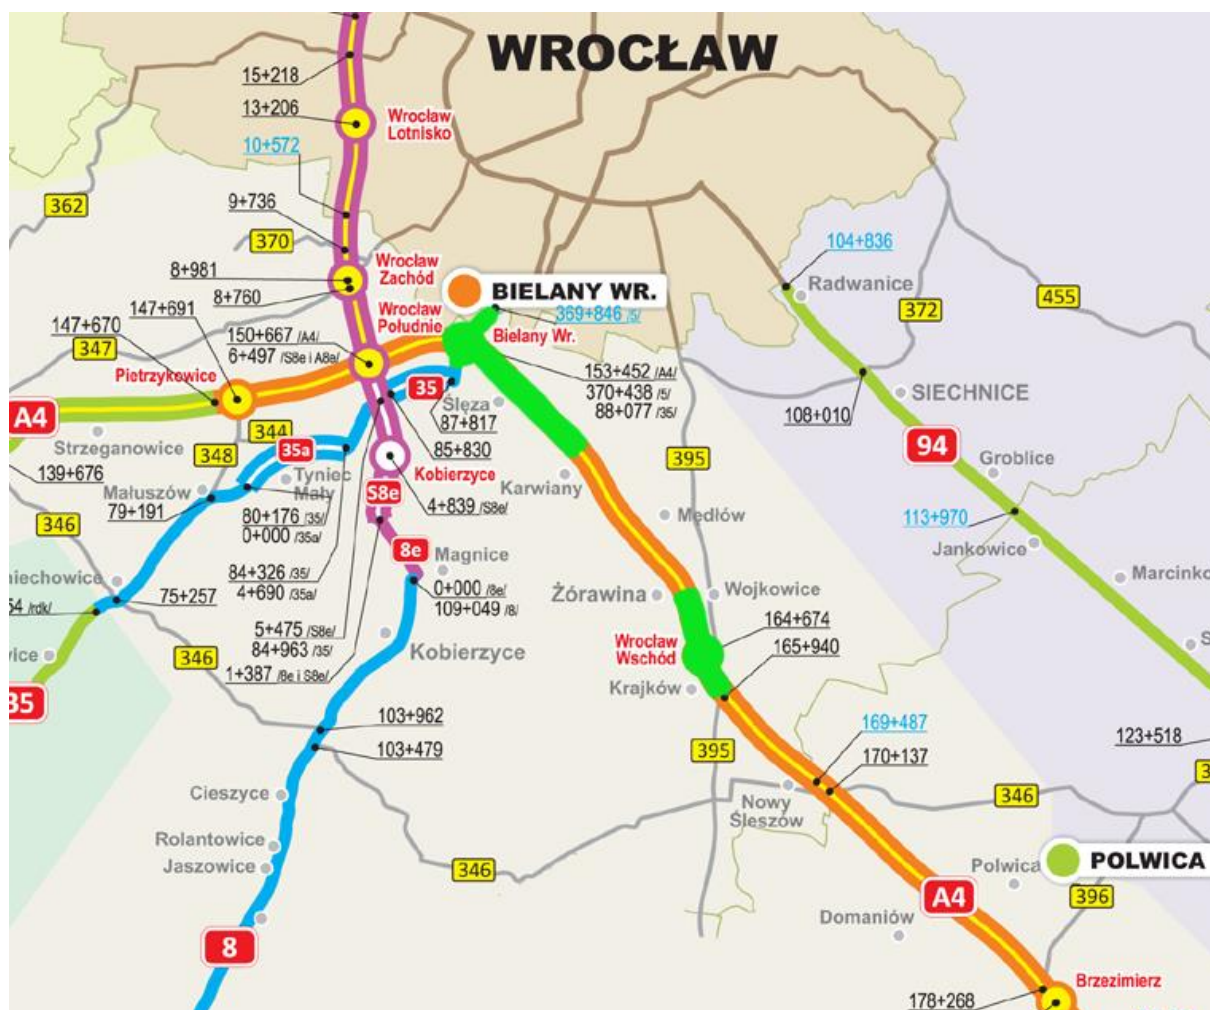 WROCŁAW
15+218
13+206
Wrocław
Lotnisko
10+572
362
9+736
370
104+836
Wrocław
Zachód
8+981
8+760
Radwanice
BIELANY WR.
455
372
147+691
Wrocław
Południe
369+846 /5/
147+670
150+667 /A4/
Bielany Wr.
347
6+497 /S8e i A8e/
Pietrzykowice
153+452 /A4/
370+438 /5/
88+077 /35/
35
SIECHNICE
Ślęza
A4
108+010
87+817
344
Strzeganowice
35a
85+830
94
348
395
Groblice
139+676
Kobierzyce
Tyniec
Mały
Karwiany
Małuszów
S8e
79+191
4+839 /S8e/
80+176 /35/
0+000 /35a/
Mędłów
113+970
346
8e
Jankowice
Magnice
84+326 /35/
4+690 /35a/
niechowice
Marcinko
75+257
0+000 /8e/
109+049 /8/
Żórawina
Wojkowice
54 /rdk/
164+674
5+475 /S8e/
84+963 /35/
Wrocław
Wschód
165+940
346
Kobierzyce
vice
1+387 /8e i S8e/
Krajków
35
103+962
169+487
123+518
103+479
395
170+137
Cieszyce
Nowy
Śleszów
346
3
Rolantowice
Jaszowice
346
Polwica
POLWICA
A4
396
Domaniów
8
Brzezimierz
178+268